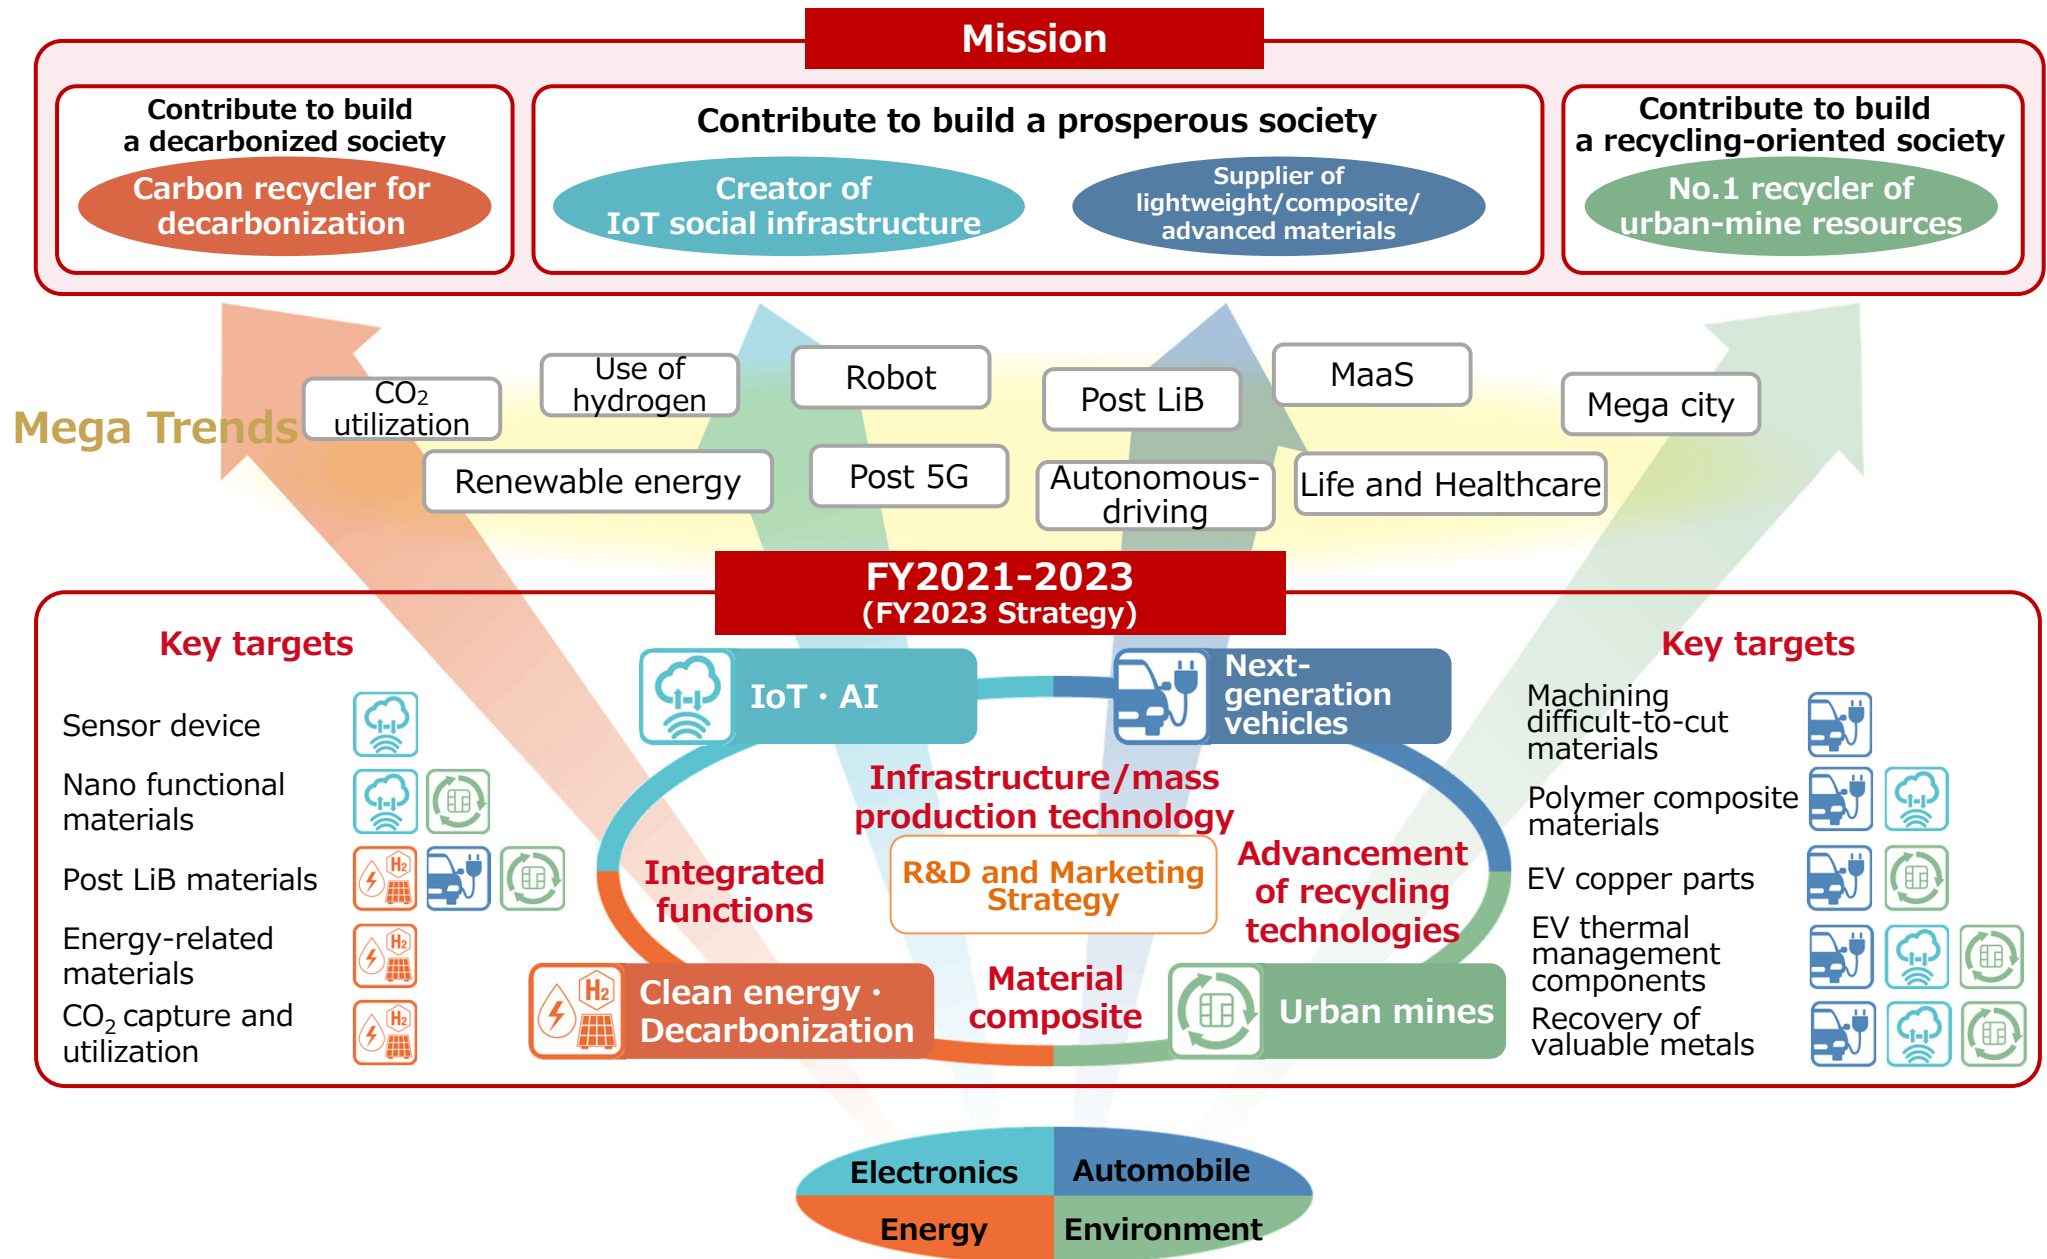 Mission
Contribute to build
a decarbonized society
Carbon recycler for
decarbonization
Contribute to build a prosperous society
Creator of
IoT social infrastructure
Supplier of
lightweight/composite/
advanced materials
Contribute to build
a recycling-oriented society
No.1 recycler of
urban-mine resources
Mega Trends
CO₂
utilization
Use of
hydrogen
Robot
Post LiB
MaaS
Mega city
Renewable energy
Post 5G
Autonomous-
driving
Life and Healthcare
FY2021-2023
(FY2023 Strategy)
Key targets
Sensor device
Nano functional
materials
Post LiB materials
H₂
Energy-related
materials
H₂
CO₂ capture and
utilization
H₂
IoT・AI
Next-
generation
vehicles
Infrastructure/mass
production technology
Integrated
functions
R&D and Marketing
Strategy
Advancement
of recycling
technologies
Material
composite
H₂
Clean energy・
Decarbonization
Urban mines
Key targets
Machining
difficult-to-cut
materials
Polymer composite
materials
EV copper parts
EV thermal
management
components
Recovery of
valuable metals
Electronics
Automobile
Energy
Environment